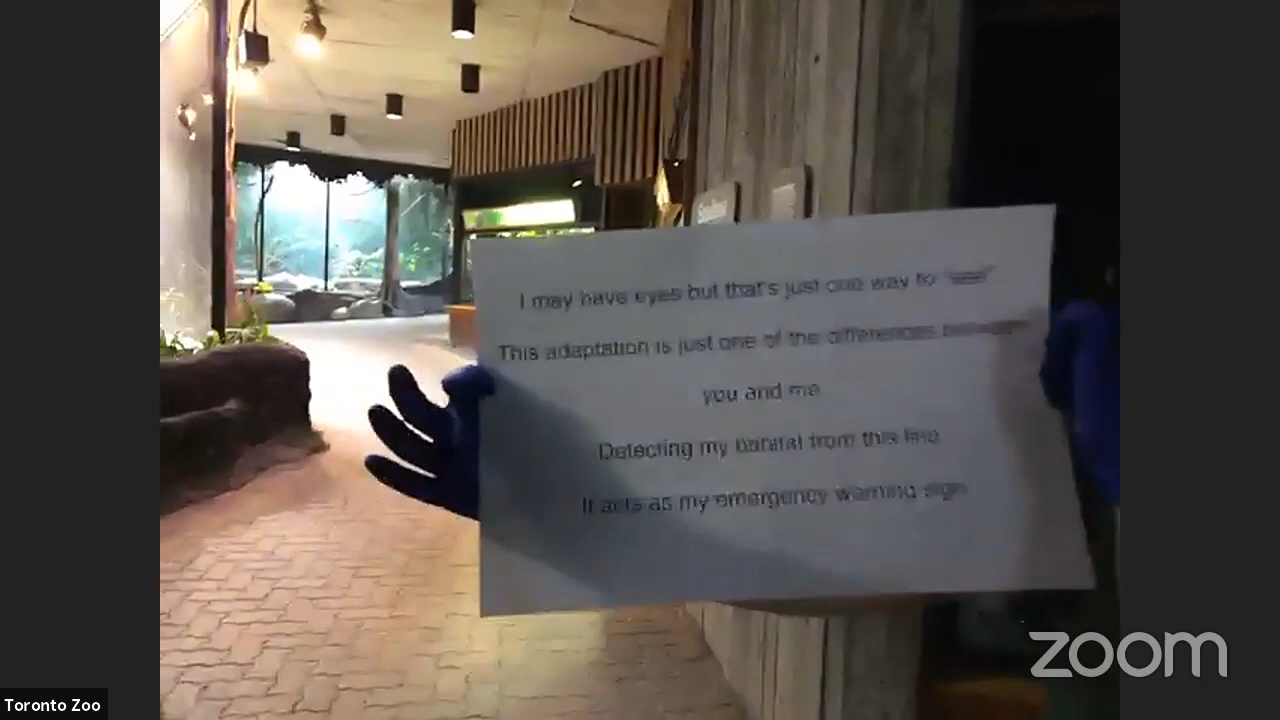 I may have eyes but that's just one way to "see"
This adaptation is just one of the differences between
you and me
Detecting my habitat from this line
It acts as my emergency warning sign
zoom
Toronto Zoo